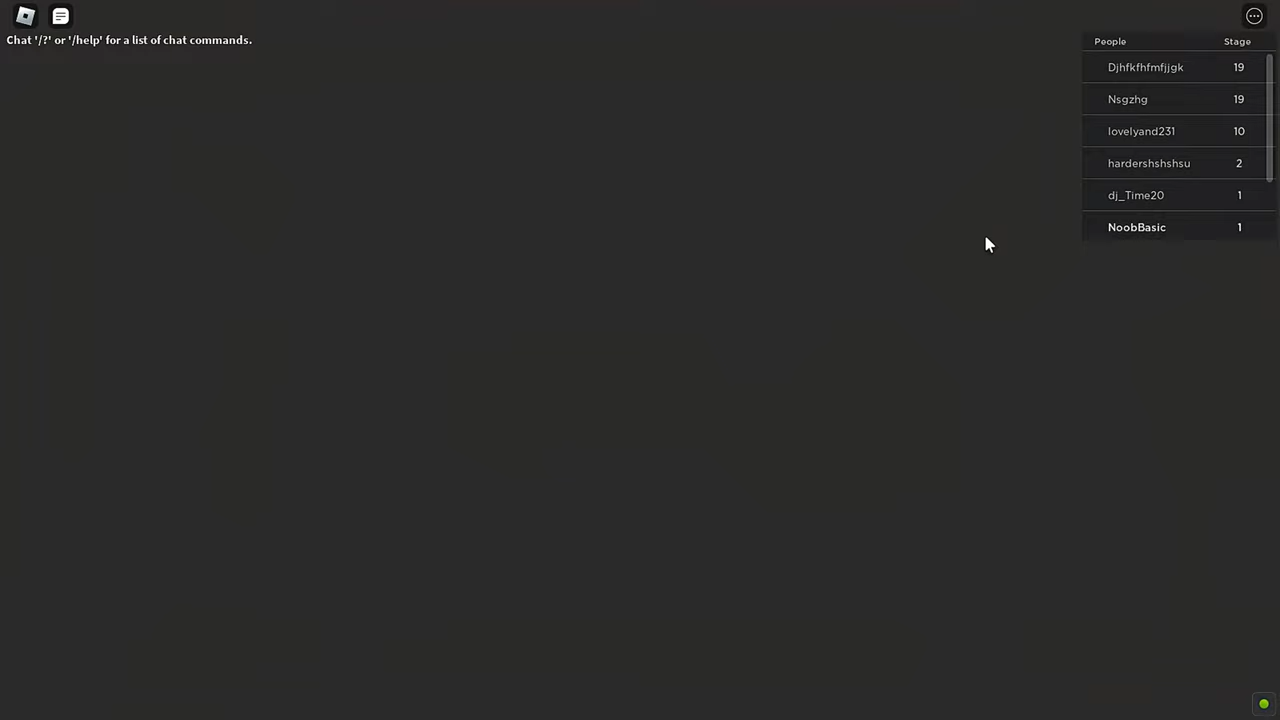 Chat '/?' or '/help' for a list of chat commands.
People Stage
Djhfkfhfmfjjgk 19
Nsgzhg 19
lovelyand231 10
hardershshshsu 2
dj_Time20 1
NoobBasic 1